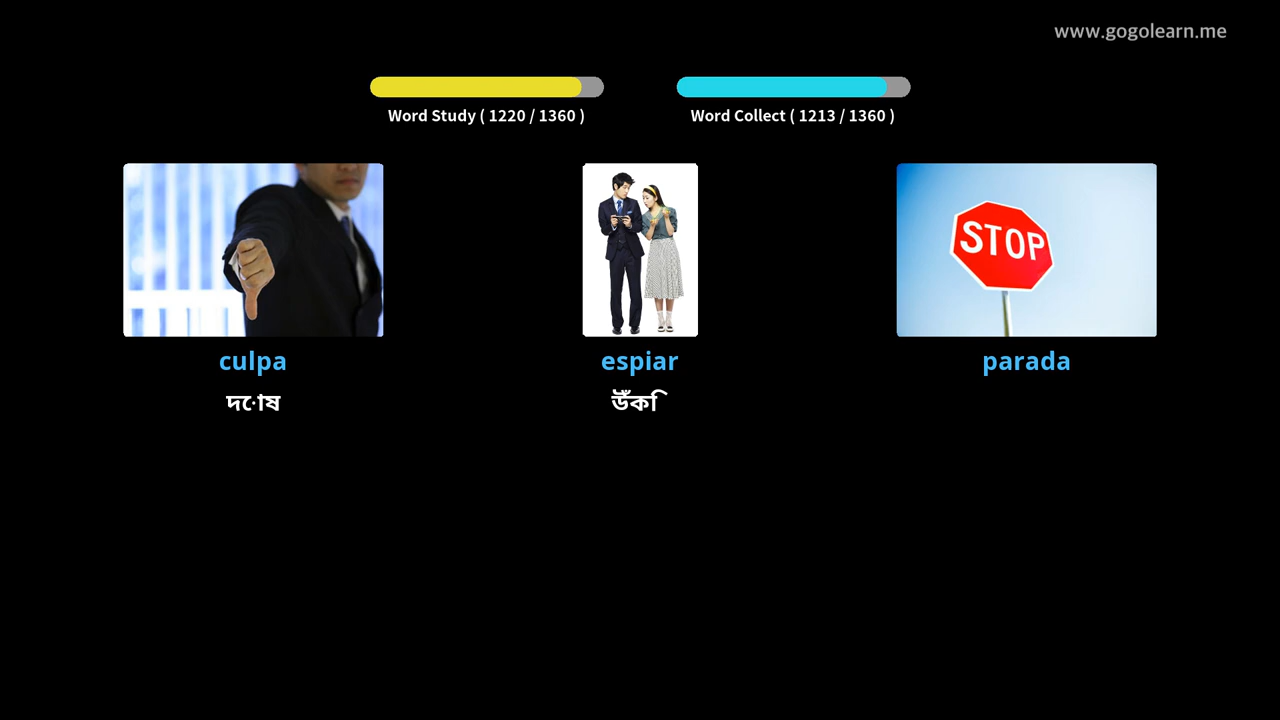 www.gogolearn.me
Word Study ( 1220 / 1360 )
Word Collect ( 1213 / 1360 )
STOP
culpa
espiar
parada
দোষ
উঁকি